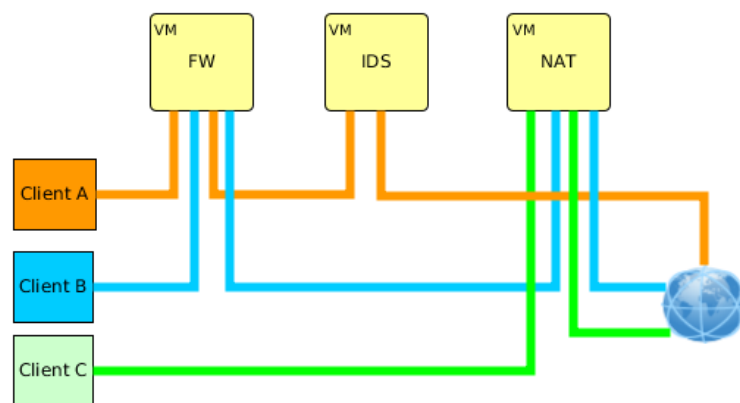 VM
FW
VM
IDS
VM
NAT
Client A
Client B
Client C